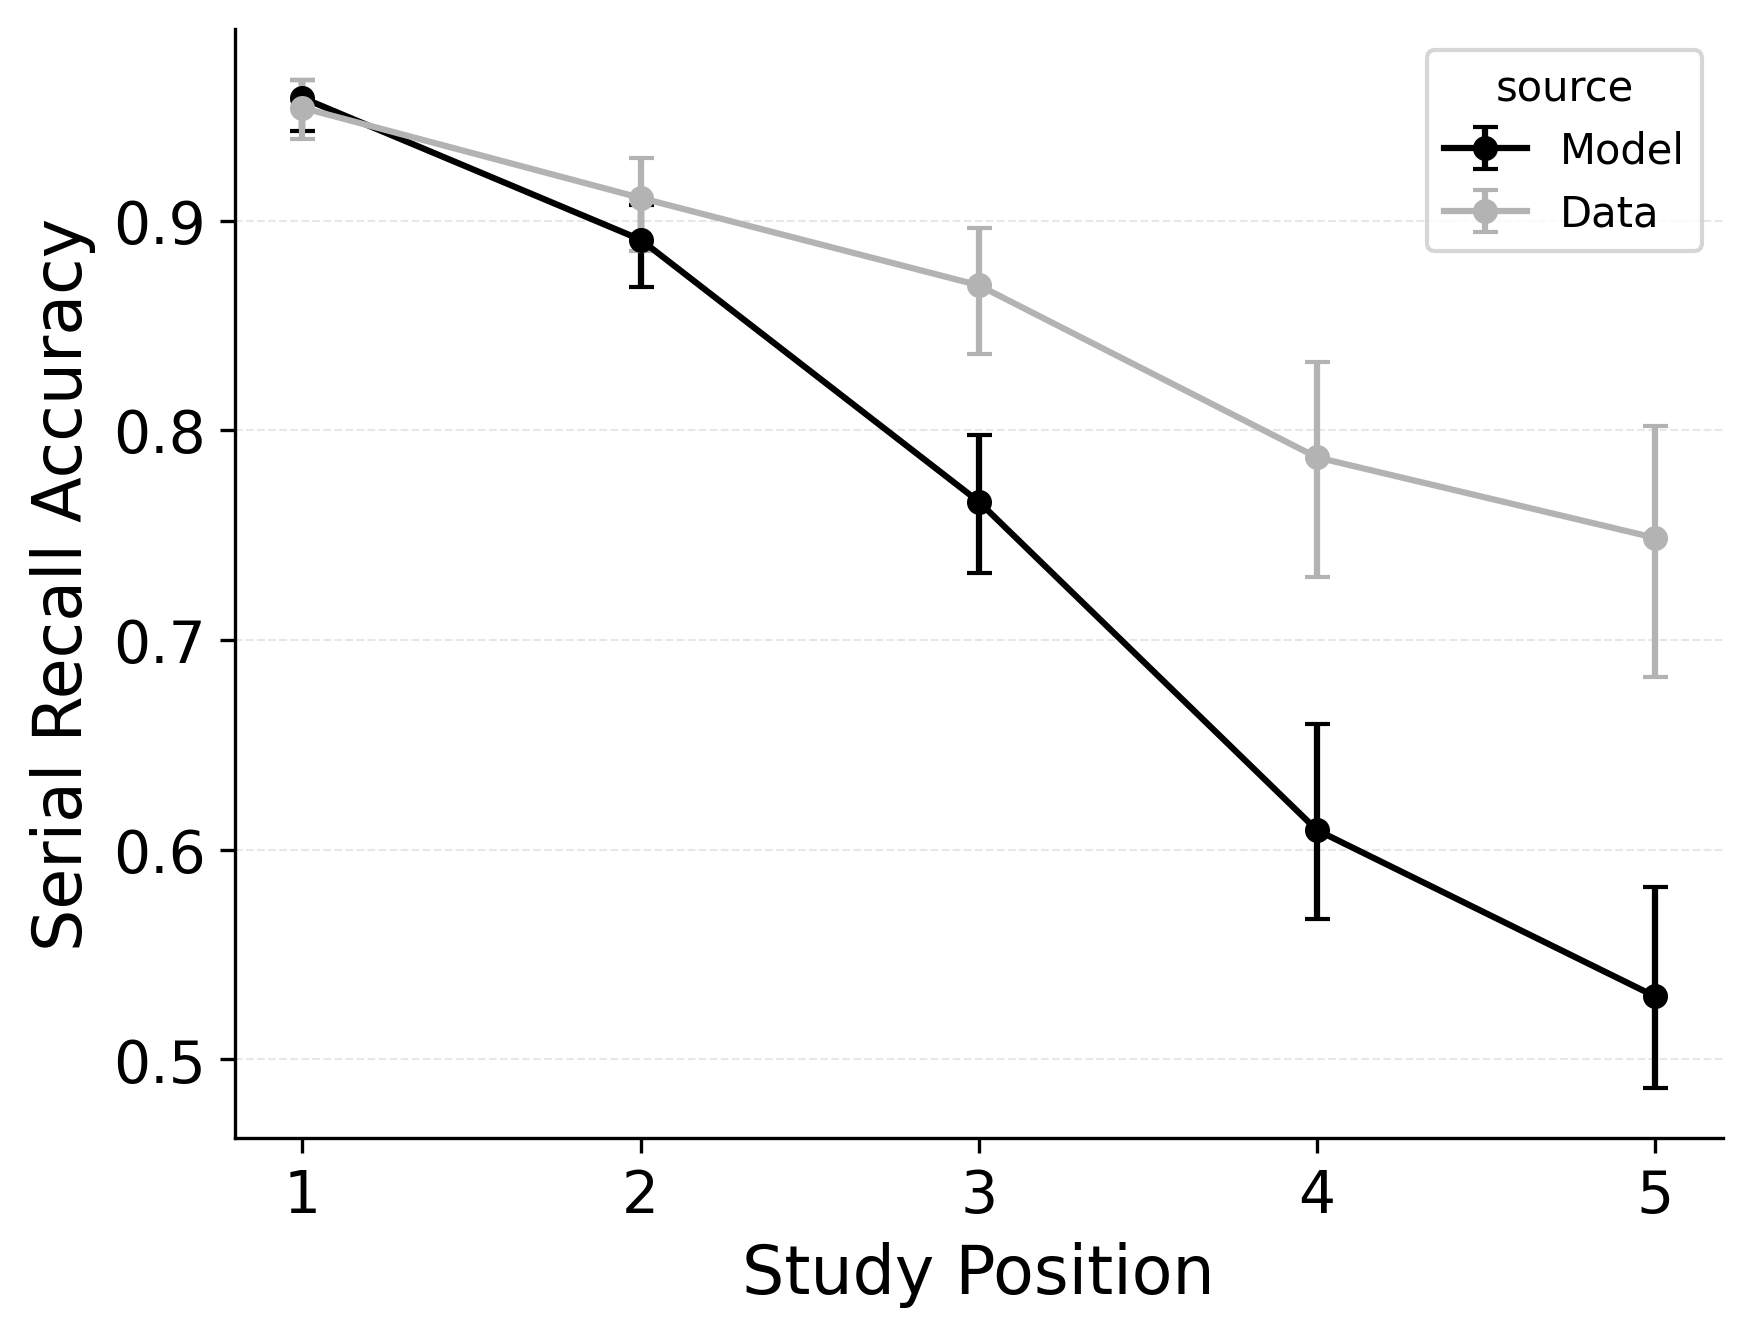 source
Model
Data
Serial Recall Accuracy
0.9
0.8
0.7
0.6
0.5
1 2 3 4 5
Study Position